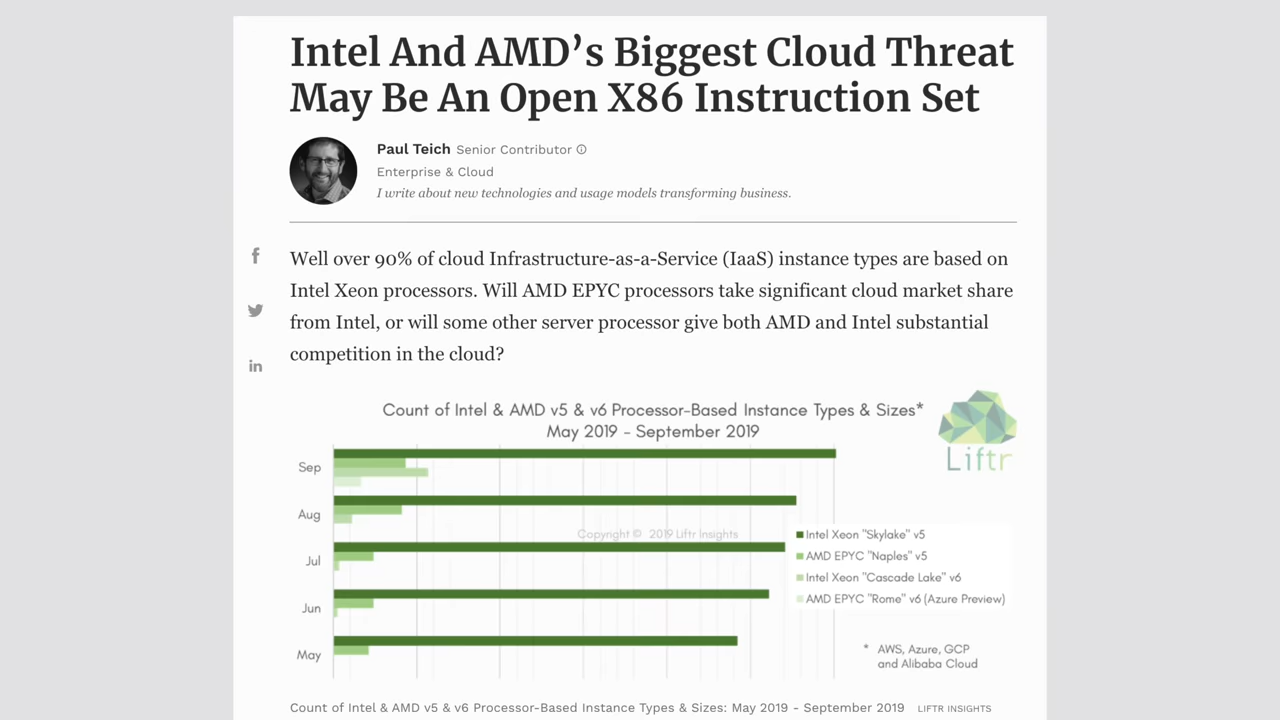 Intel And AMD’s Biggest Cloud Threat
May Be An Open X86 Instruction Set
Paul Teich Senior Contributor
Enterprise & Cloud
I write about new technologies and usage models transforming business.
Well over 90% of cloud Infrastructure-as-a-Service (IaaS) instance types are based on
Intel Xeon processors. Will AMD EPYC processors take significant cloud market share
from Intel, or will some other server processor give both AMD and Intel substantial
competition in the cloud?
Count of Intel & AMD v5 & v6 Processor-Based Instance Types & Sizes*
May 2019 - September 2019
Liftr
Sep
Aug
Jul
Jun
May
Copyright © 2019 Liftr Insights
Intel Xeon "Skylake" v5
AMD EPYC "Naples" v5
Intel Xeon "Cascade Lake" v6
AMD EPYC "Rome" v6 (Azure Preview)
* AWS, Azure, GCP
and Alibaba Cloud
Count of Intel & AMD v5 & v6 Processor-Based Instance Types & Sizes: May 2019 - September 2019 LIFTR INSIGHTS